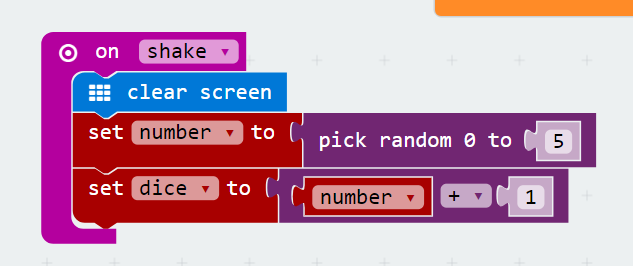 on shake
clear screen
set number to pick random 0 to 5
set dice to number + 1